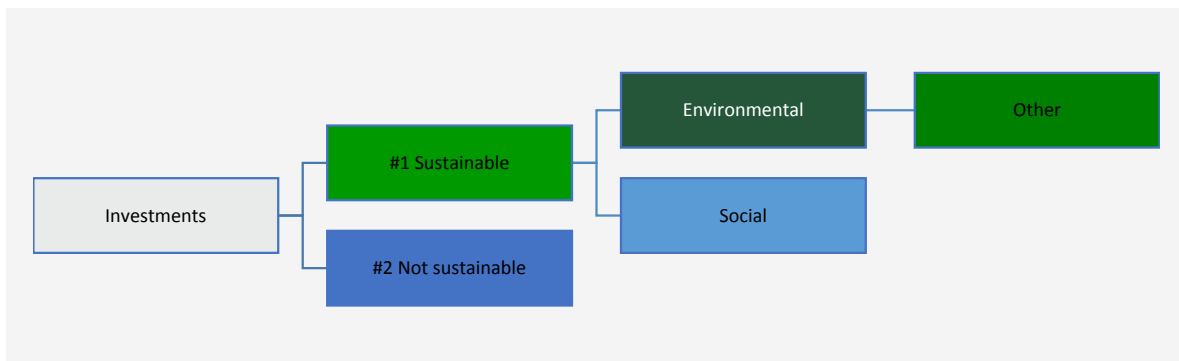 Environmental
Other
#1 Sustainable
Investments
Social
#2 Not sustainable